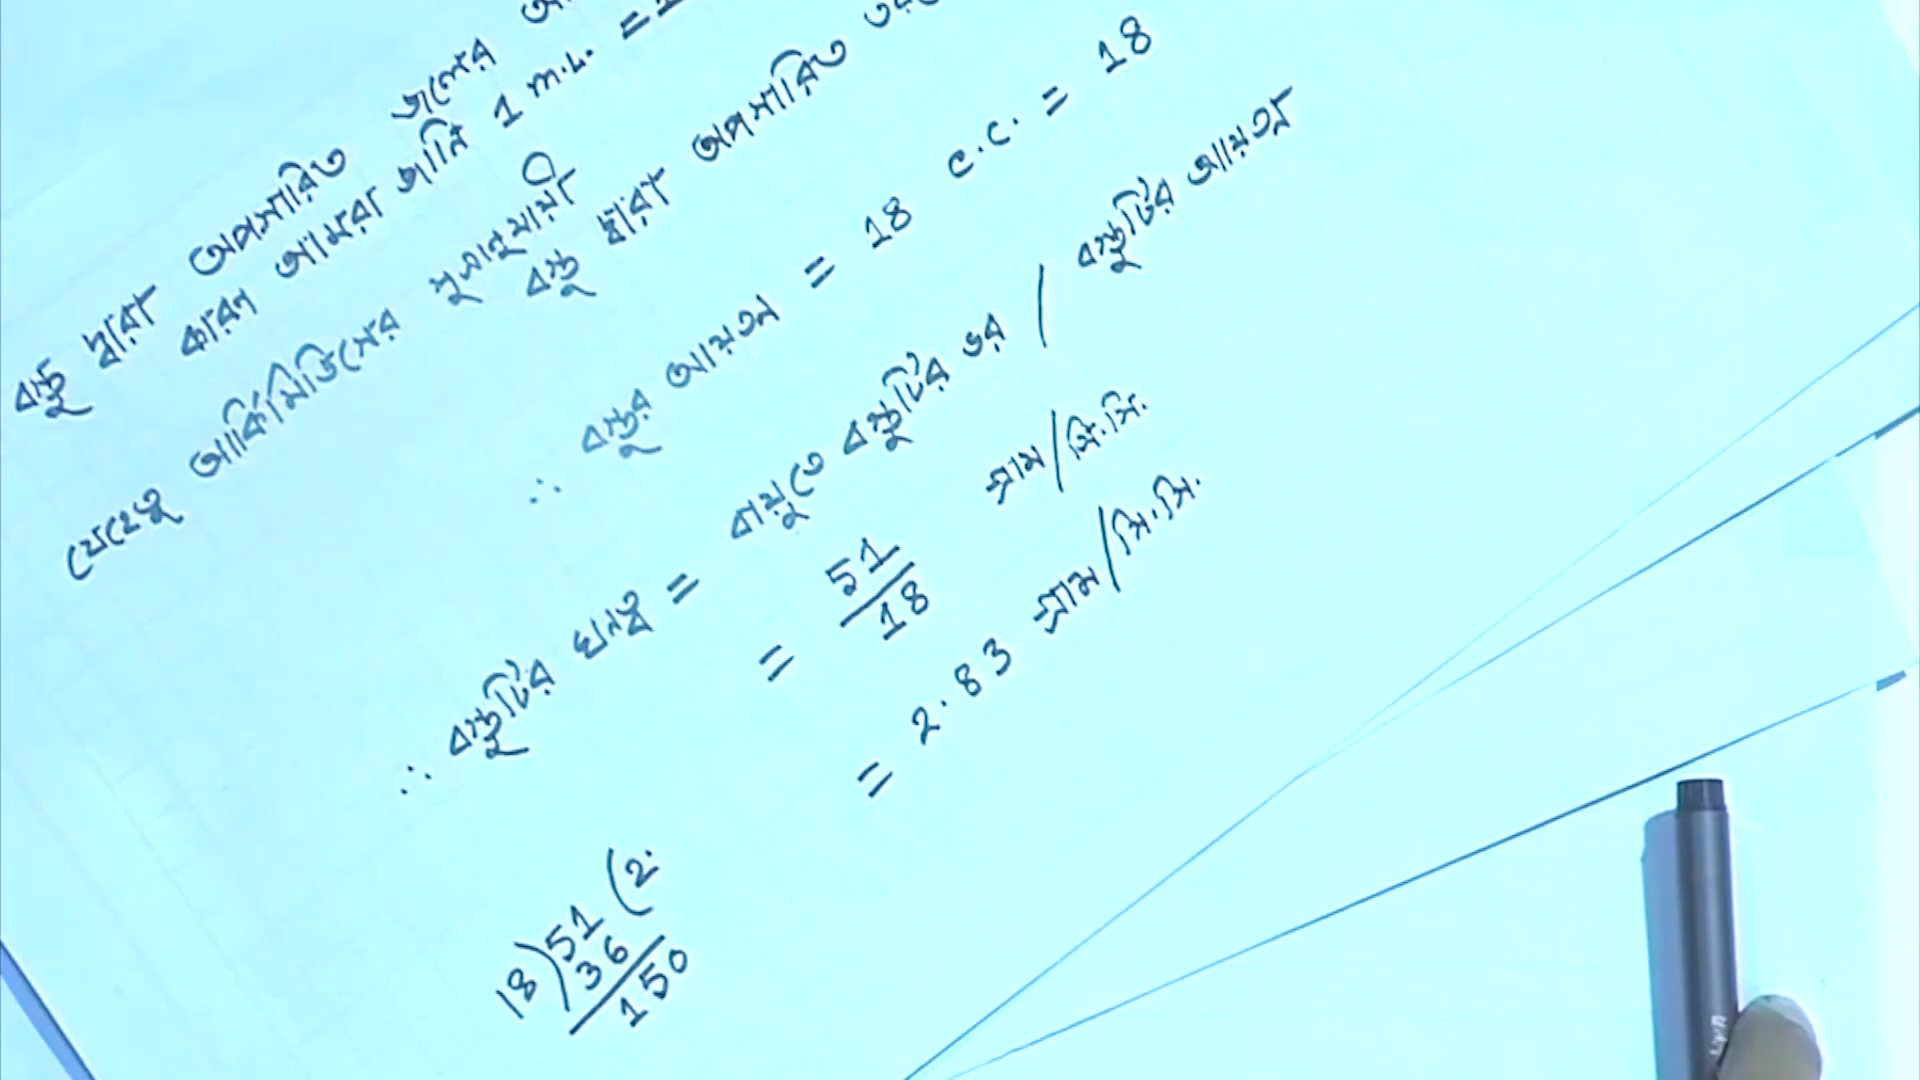 বস্তু দ্বারা অপসারিত জলের
কারণ আমরা জানি 1 m.L. =
যেহেতু আর্কিমিডিসের সূত্রানুযায়ী
বস্তু দ্বারা অপসারিত
∴ বস্তুর আয়তন = 18 c.c. = 18
∴ বস্তুটির ঘনত্ব = বায়ুতে বস্তুটির ভর / বস্তুটির আয়তন
= 51/18 গ্রাম/সি.সি.
= 2.83 গ্রাম/সি.সি.
18)51(2.
36
150